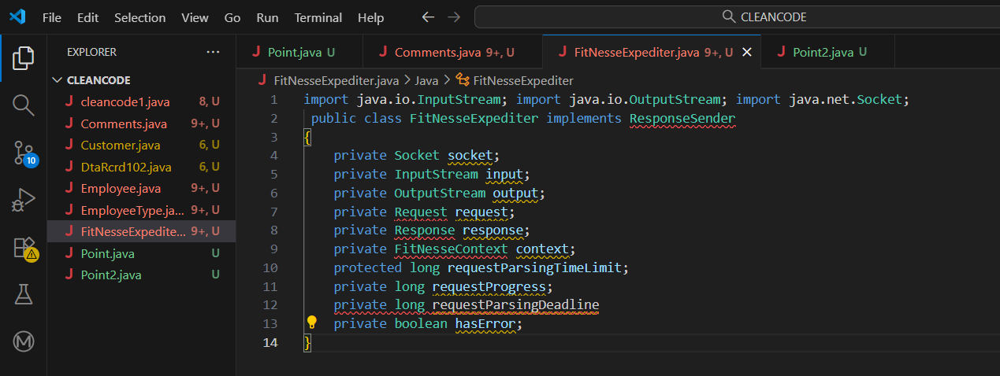 File Edit Selection View Go Run Terminal Help CLEANCODE
EXPLORER ...
Point.java U Comments.java 9+, U FitNesseExpediter.java 9+, U Point2.java U
CLEANCODE
FitNesseExpediter.java > Java > FitNesseExpediter
cleancode1.java 8, U
Comments.java 9+, U
Customer.java 6, U
DtaRcrd102.java 6, U
Employee.java 9+, U
EmployeeType.ja... 9+, U
FitNesseExpedite... 9+, U
Point.java U
Point2.java U
10
1 import java.io.InputStream; import java.io.OutputStream; import java.net.Socket;
2 public class FitNesseExpediter implements ResponseSender
3 {
4 private Socket socket;
5 private InputStream input;
6 private OutputStream output;
7 private Request request;
8 private Response response;
9 private FitNesseContext context;
10 protected long requestParsingTimeLimit;
11 private long requestProgress;
12 private long requestParsingDeadline
13 private boolean hasError;
14 }